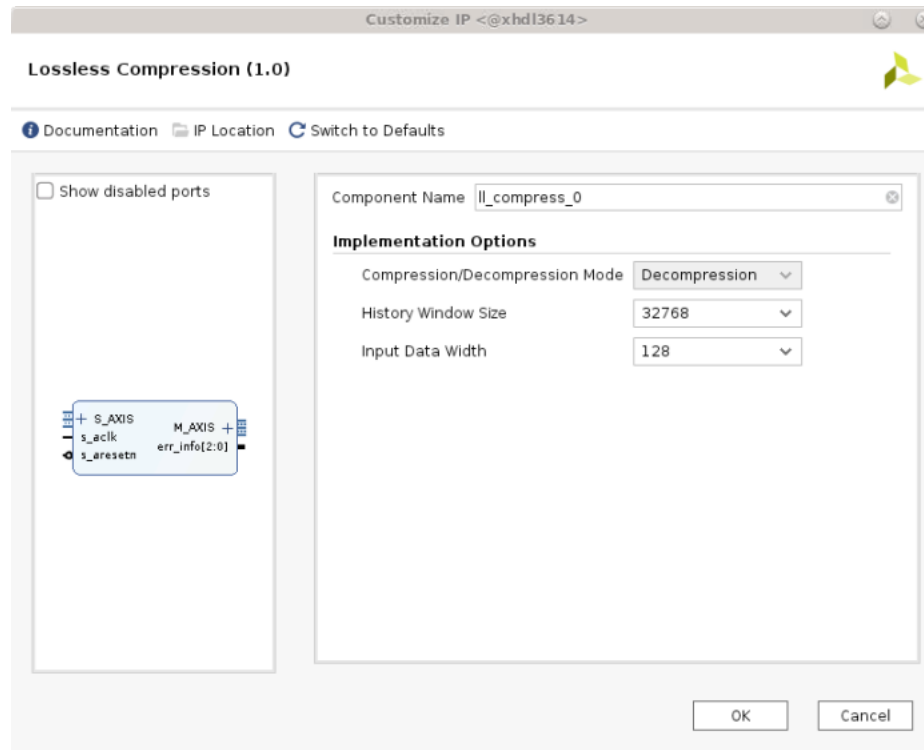 Customize IP <@xhdl3614>
Lossless Compression (1.0)
Documentation IP Location Switch to Defaults
Show disabled ports
S_AXIS
s_aclk
s_aresetn
M_AXIS
err_info[2:0]
Component Name ll_compress_0
Implementation Options
Compression/Decompression Mode Decompression
History Window Size 32768
Input Data Width 128
OK Cancel